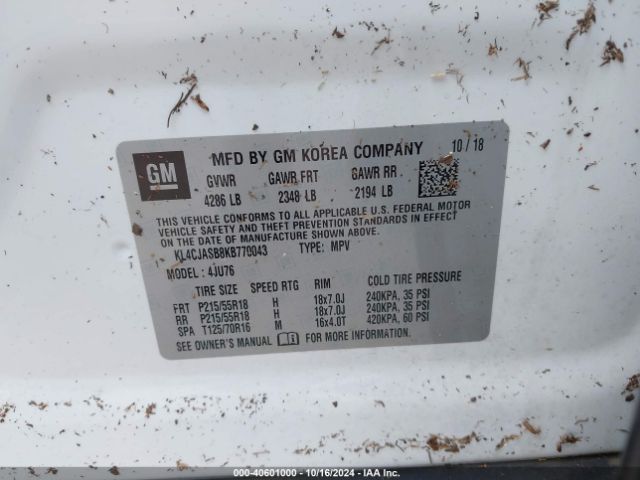 GM
MFD BY GM KOREA COMPANY 10/18
GVWR GAWR FRT GAWR RR
4286 LB 2348 LB 2194 LB
THIS VEHICLE CONFORMS TO ALL APPLICABLE U.S. FEDERAL MOTOR
VEHICLE SAFETY AND THEFT PREVENTION STANDARDS IN EFFECT
ON THE DATE OF MANUFACTURE SHOWN ABOVE.
KL4CJASB8KB770043 TYPE: MPV
MODEL: 4JU76
TIRE SIZE SPEED RTG RIM COLD TIRE PRESSURE
FRT P215/55R18 H 18x7.0J 240KPA, 35 PSI
RR P215/55R18 H 18x7.0J 240KPA, 35 PSI
SPA T125/70R16 M 16x4.0T 420KPA, 60 PSI
SEE OWNER'S MANUAL FOR MORE INFORMATION.
000-40601000 - 10/16/2024 - IAA Inc.